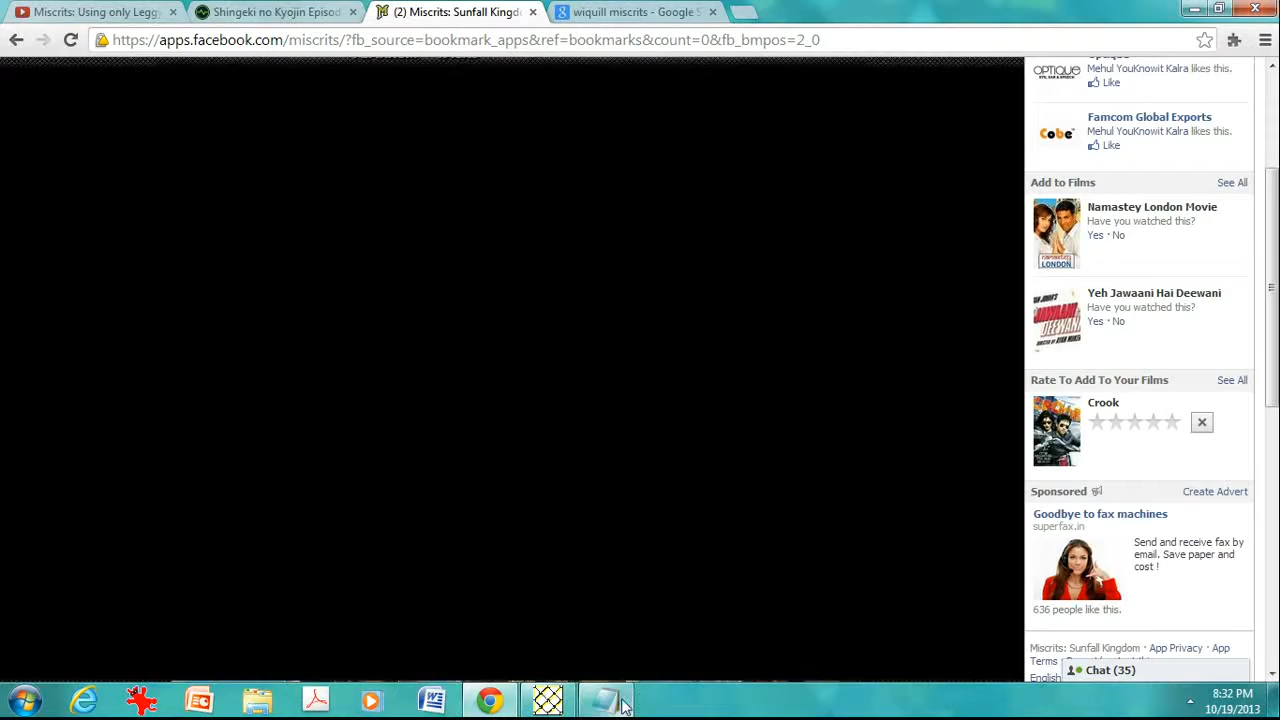 Miscrits: Using only Legg
Shingeki no Kyojin Episod
(2) Miscrits: Sunfall Kingd
wiquill miscrits - Google S
https://apps.facebook.com/miscrits/?fb_source=bookmark_apps&ref=bookmarks&count=0&fb_bmpos=2_0
OPTIQUE
Mehul YouKnowit Kalra likes this.
Like
Famcom Global Exports
Cobe
Mehul YouKnowit Kalra likes this.
Like
Add to Films
See All
Namastey London Movie
Have you watched this?
Yes · No
LONDON
Yeh Jawaani Hai Deewani
Have you watched this?
Yes · No
Rate To Add To Your Films
See All
Crook
Sponsored
Create Advert
Goodbye to fax machines
superfax.in
Send and receive fax by
email. Save paper and
cost !
636 people like this.
Miscrits: Sunfall Kingdom · App Privacy · App
Terms
English
Chat (35)
8:32 PM
10/19/2013